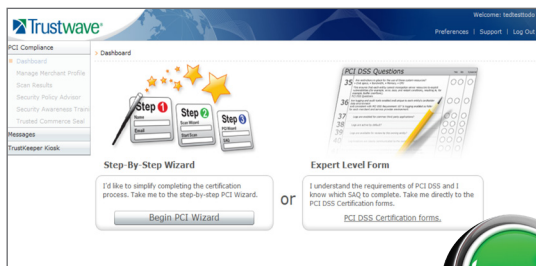 Trustwave®
Welcome: tedtesttodo
Preferences | Support | Log Out
PCI Compliance
Dashboard
Manage Merchant Profile
Scan Results
Security Policy Advisor
Security Awareness Train
Trusted Commerce Seal
Messages
TrustKeeper Kiosk
> Dashboard
Step 1
Name
Email
Step 2
Scan Wizard
Start Scan
Step 3
PCI Wizard
SAQ
PCI DSS Questions
35
36
37
38
39
Step-By-Step Wizard
I'd like to simplify completing the certification
process. Take me to the step-by-step PCI Wizard.
Begin PCI Wizard
or
Expert Level Form
I understand the requirements of PCI DSS and I
know which SAQ to complete. Take me directly to the
PCI DSS Certification forms.
PCI DSS Certification forms.